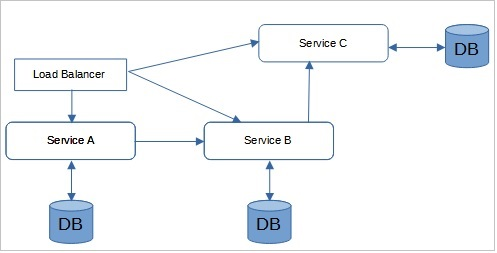 Service C
DB
Load Balancer
Service A
Service B
DB
DB